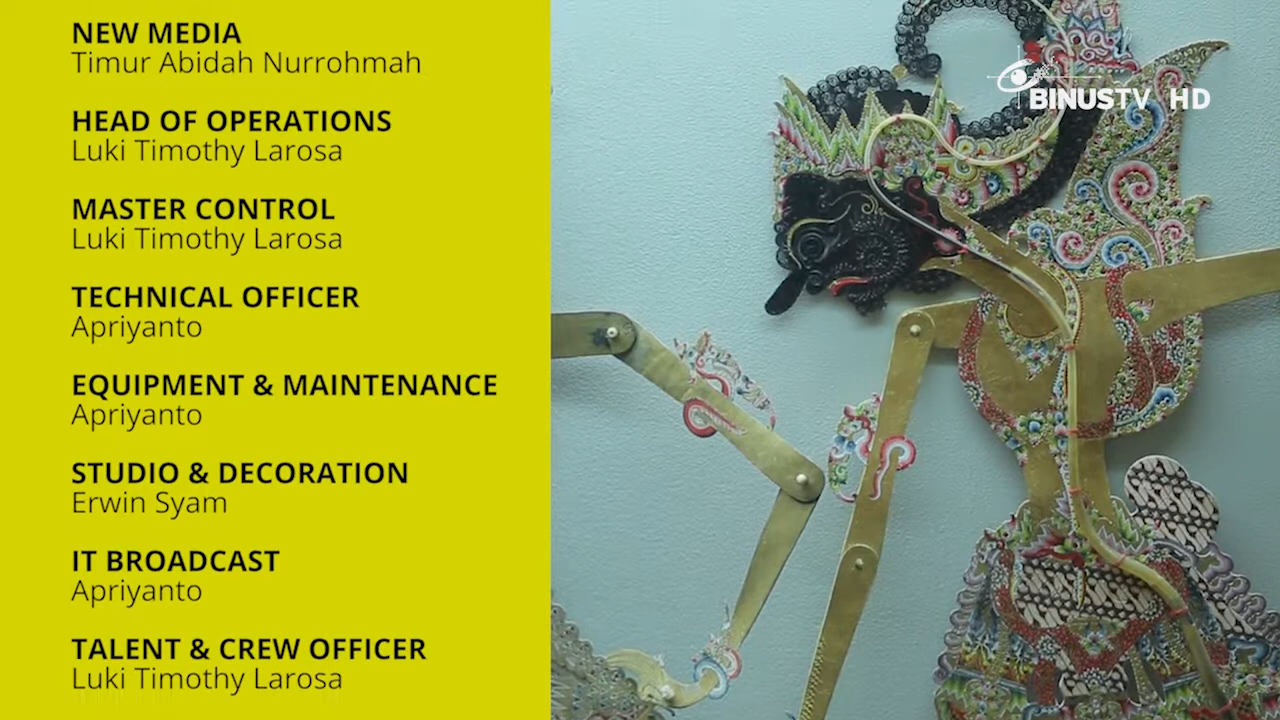 NEW MEDIA
Timur Abidah Nurrohmah
HEAD OF OPERATIONS
Luki Timothy Larosa
MASTER CONTROL
Luki Timothy Larosa
TECHNICAL OFFICER
Apriyanto
EQUIPMENT & MAINTENANCE
Apriyanto
STUDIO & DECORATION
Erwin Syam
IT BROADCAST
Apriyanto
TALENT & CREW OFFICER
Luki Timothy Larosa
BINUSTV HD